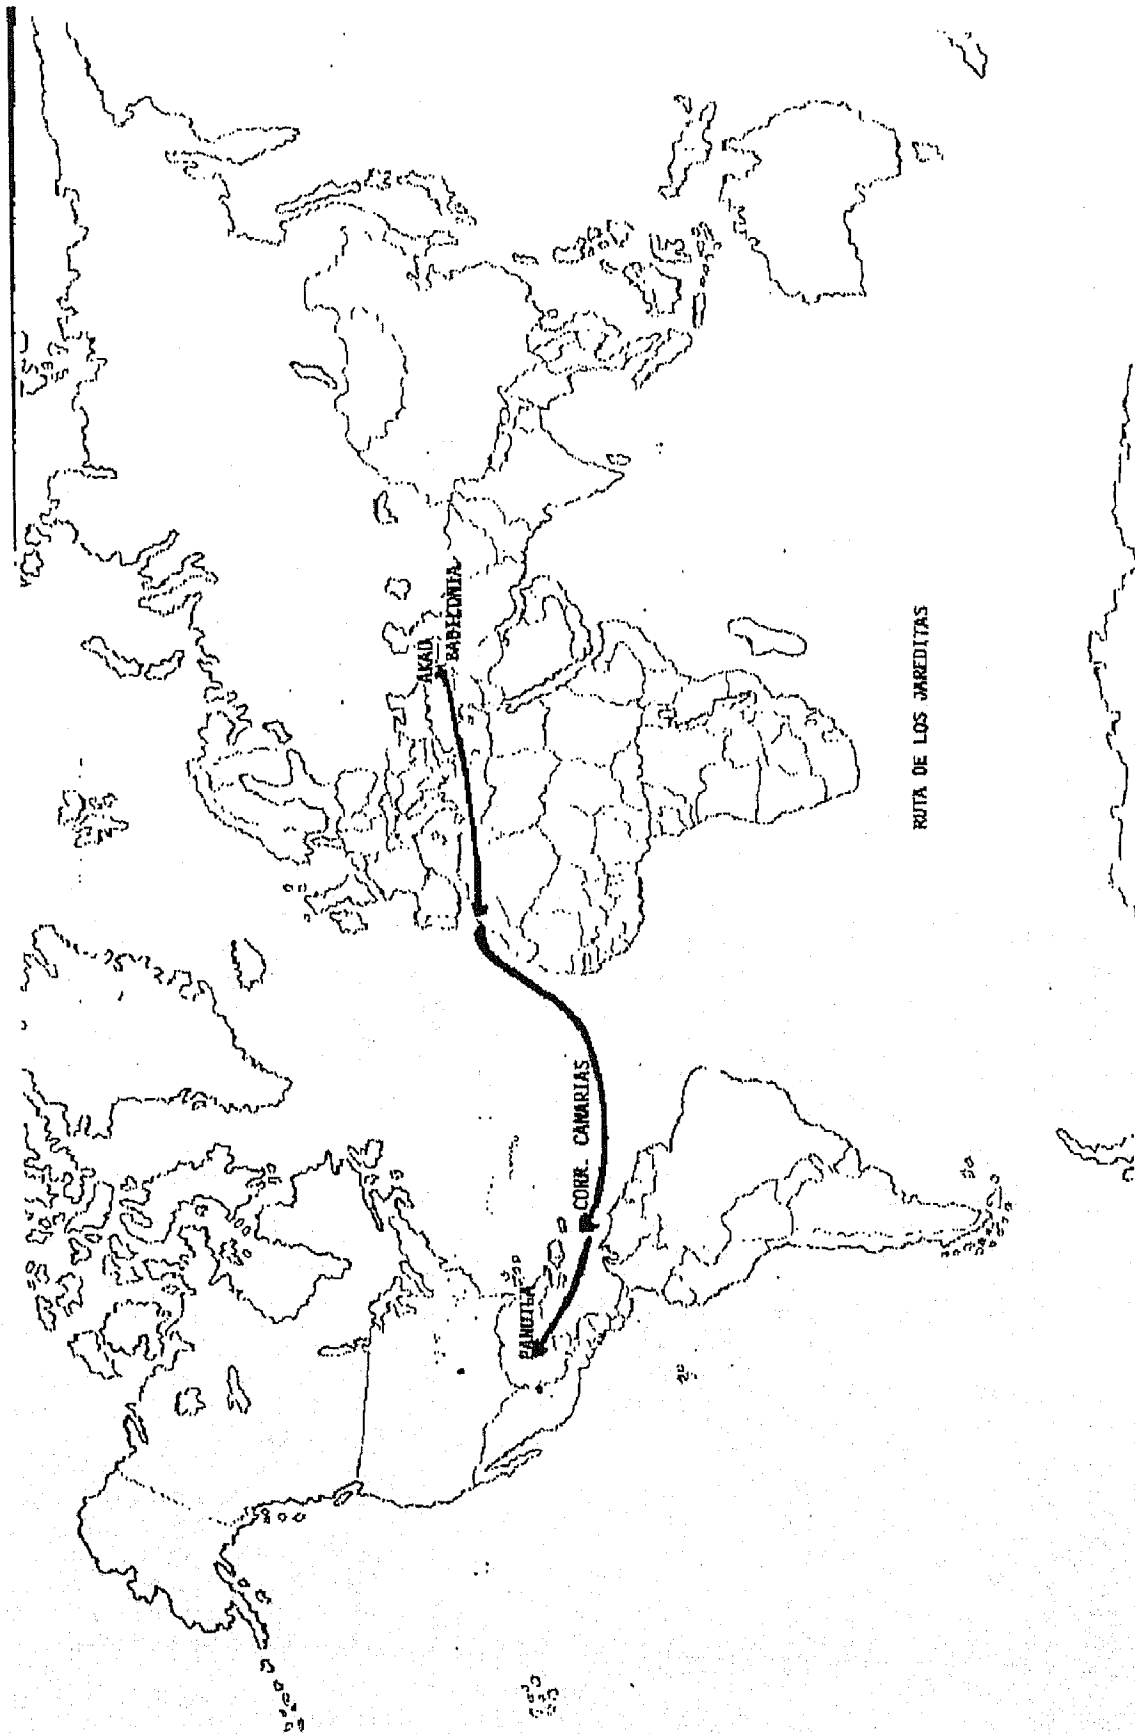 AKAD
BABILONIA
CORR. CANARIAS
PANUTLA
RUTA DE LOS JAREDITAS